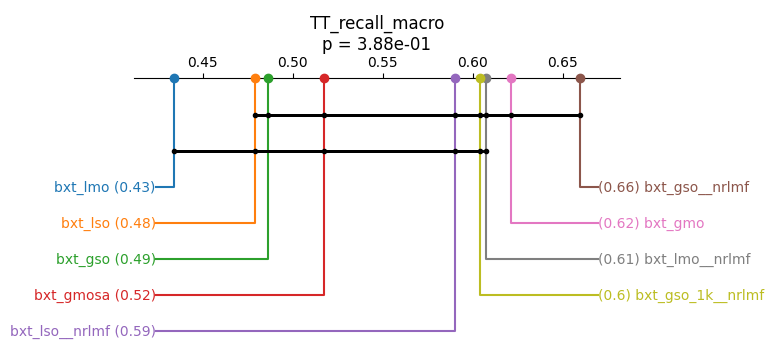 TT_recall_macro
p = 3.88e-01
0.45 0.50 0.55 0.60 0.65
bxt_lmo (0.43) (0.66) bxt_gso__nrlmf
bxt_lso (0.48) (0.62) bxt_gmo
bxt_gso (0.49) (0.61) bxt_lmo__nrlmf
bxt_gmosa (0.52) (0.6) bxt_gso_1k__nrlmf
bxt_lso__nrlmf (0.59)